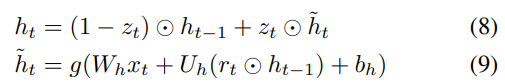 h_t = (1 − z_t) ⊙ h_{t−1} + z_t ⊙ h̃_t (8)
h̃_t = g(W_h x_t + U_h(r_t ⊙ h_{t−1}) + b_h) (9)